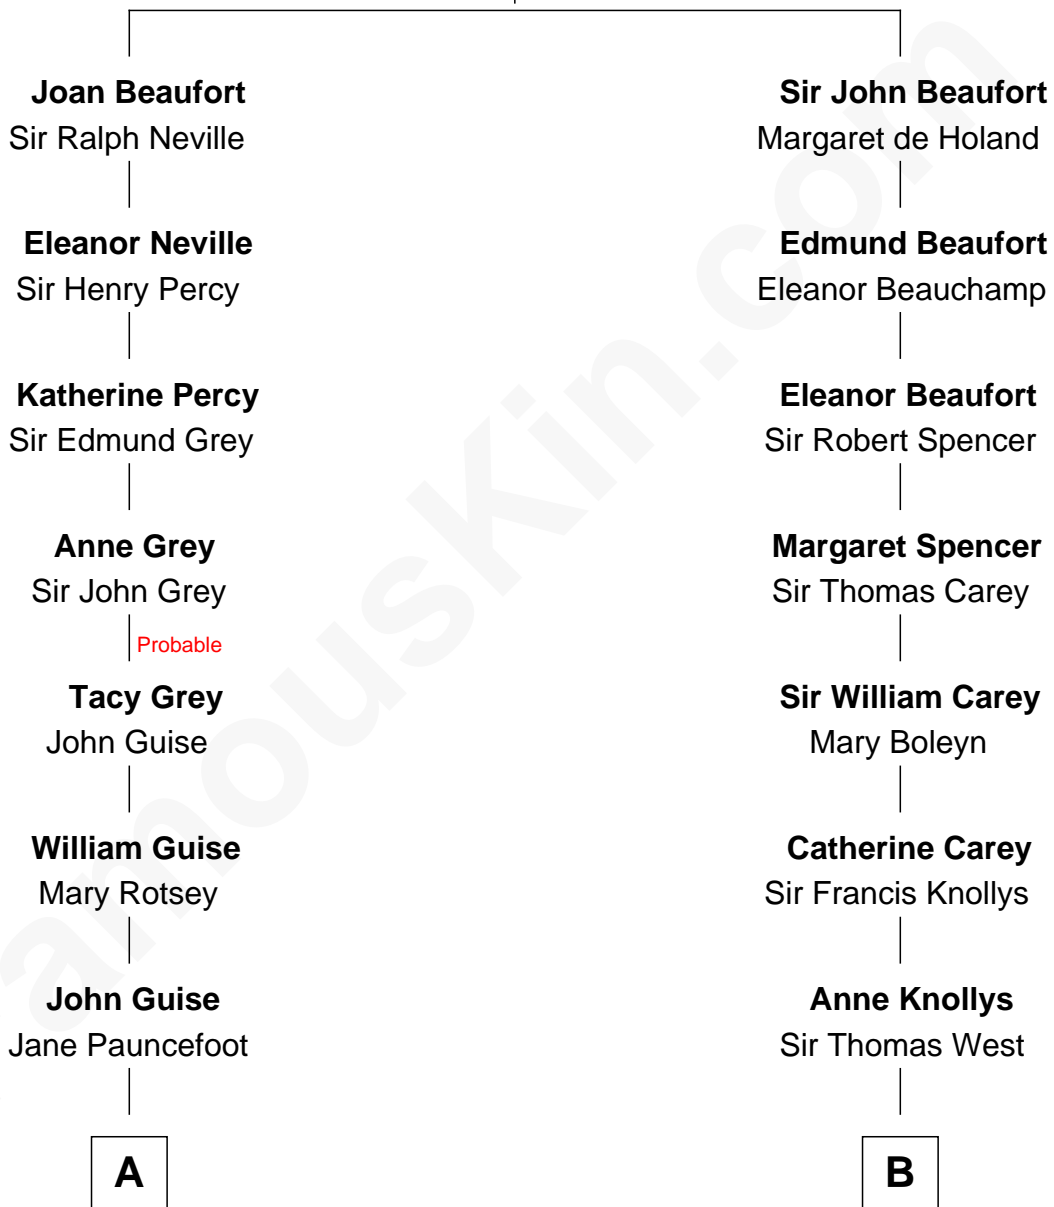 Joan Beaufort
Sir Ralph Neville
Eleanor Neville
Sir Henry Percy
Katherine Percy
Sir Edmund Grey
Anne Grey
Sir John Grey
Probable
Tacy Grey
John Guise
William Guise
Mary Rotsey
John Guise
Jane Pauncefoot
A
Sir John Beaufort
Margaret de Holand
Edmund Beaufort
Eleanor Beauchamp
Eleanor Beaufort
Sir Robert Spencer
Margaret Spencer
Sir Thomas Carey
Sir William Carey
Mary Boleyn
Catherine Carey
Sir Francis Knollys
Anne Knollys
Sir Thomas West
B
amousKin.com